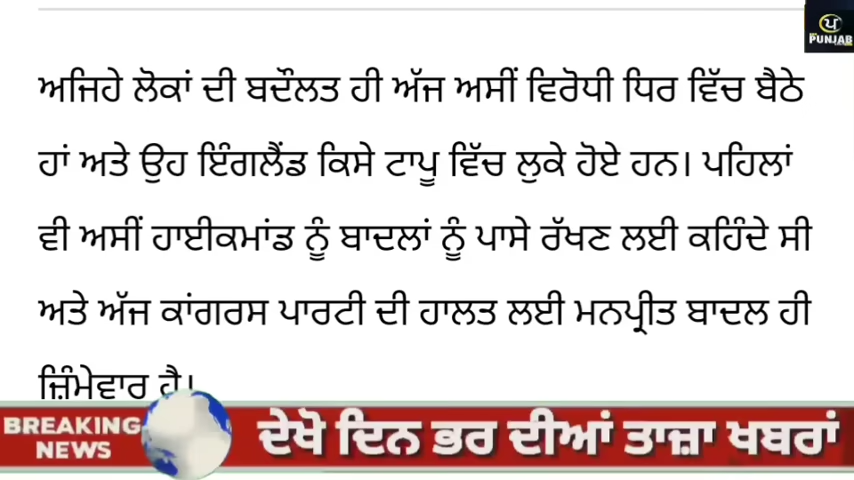 ਪ
PUNJAB
ਅਜਿਹੇ ਲੋਕਾਂ ਦੀ ਬਦੌਲਤ ਹੀ ਅੱਜ ਅਸੀਂ ਵਿਰੋਧੀ ਧਿਰ ਵਿੱਚ ਬੈਠੇ
ਹਾਂ ਅਤੇ ਉਹ ਇੰਗਲੈਂਡ ਕਿਸੇ ਟਾਪੂ ਵਿੱਚ ਲੁਕੇ ਹੋਏ ਹਨ। ਪਹਿਲਾਂ
ਵੀ ਅਸੀਂ ਹਾਈਕਮਾਂਡ ਨੂੰ ਬਾਦਲਾਂ ਨੂੰ ਪਾਸੇ ਰੱਖਣ ਲਈ ਕਹਿੰਦੇ ਸੀ
ਅਤੇ ਅੱਜ ਕਾਂਗਰਸ ਪਾਰਟੀ ਦੀ ਹਾਲਤ ਲਈ ਮਨਪ੍ਰੀਤ ਬਾਦਲ ਹੀ
ਜ਼ਿੰਮੇਵਾਰ ਹੈ।
BREAKING
NEWS
ਦੇਖੋ ਦਿਨ ਭਰ ਦੀਆਂ ਤਾਜ਼ਾ ਖਬਰਾਂ